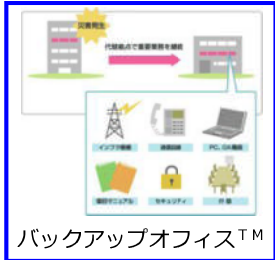 災害発生
代替拠点で重要業務を継続
インフラ整備
通信回線
PC、OA機器
復旧マニュアル
セキュリティ
什器
バックアップオフィス™